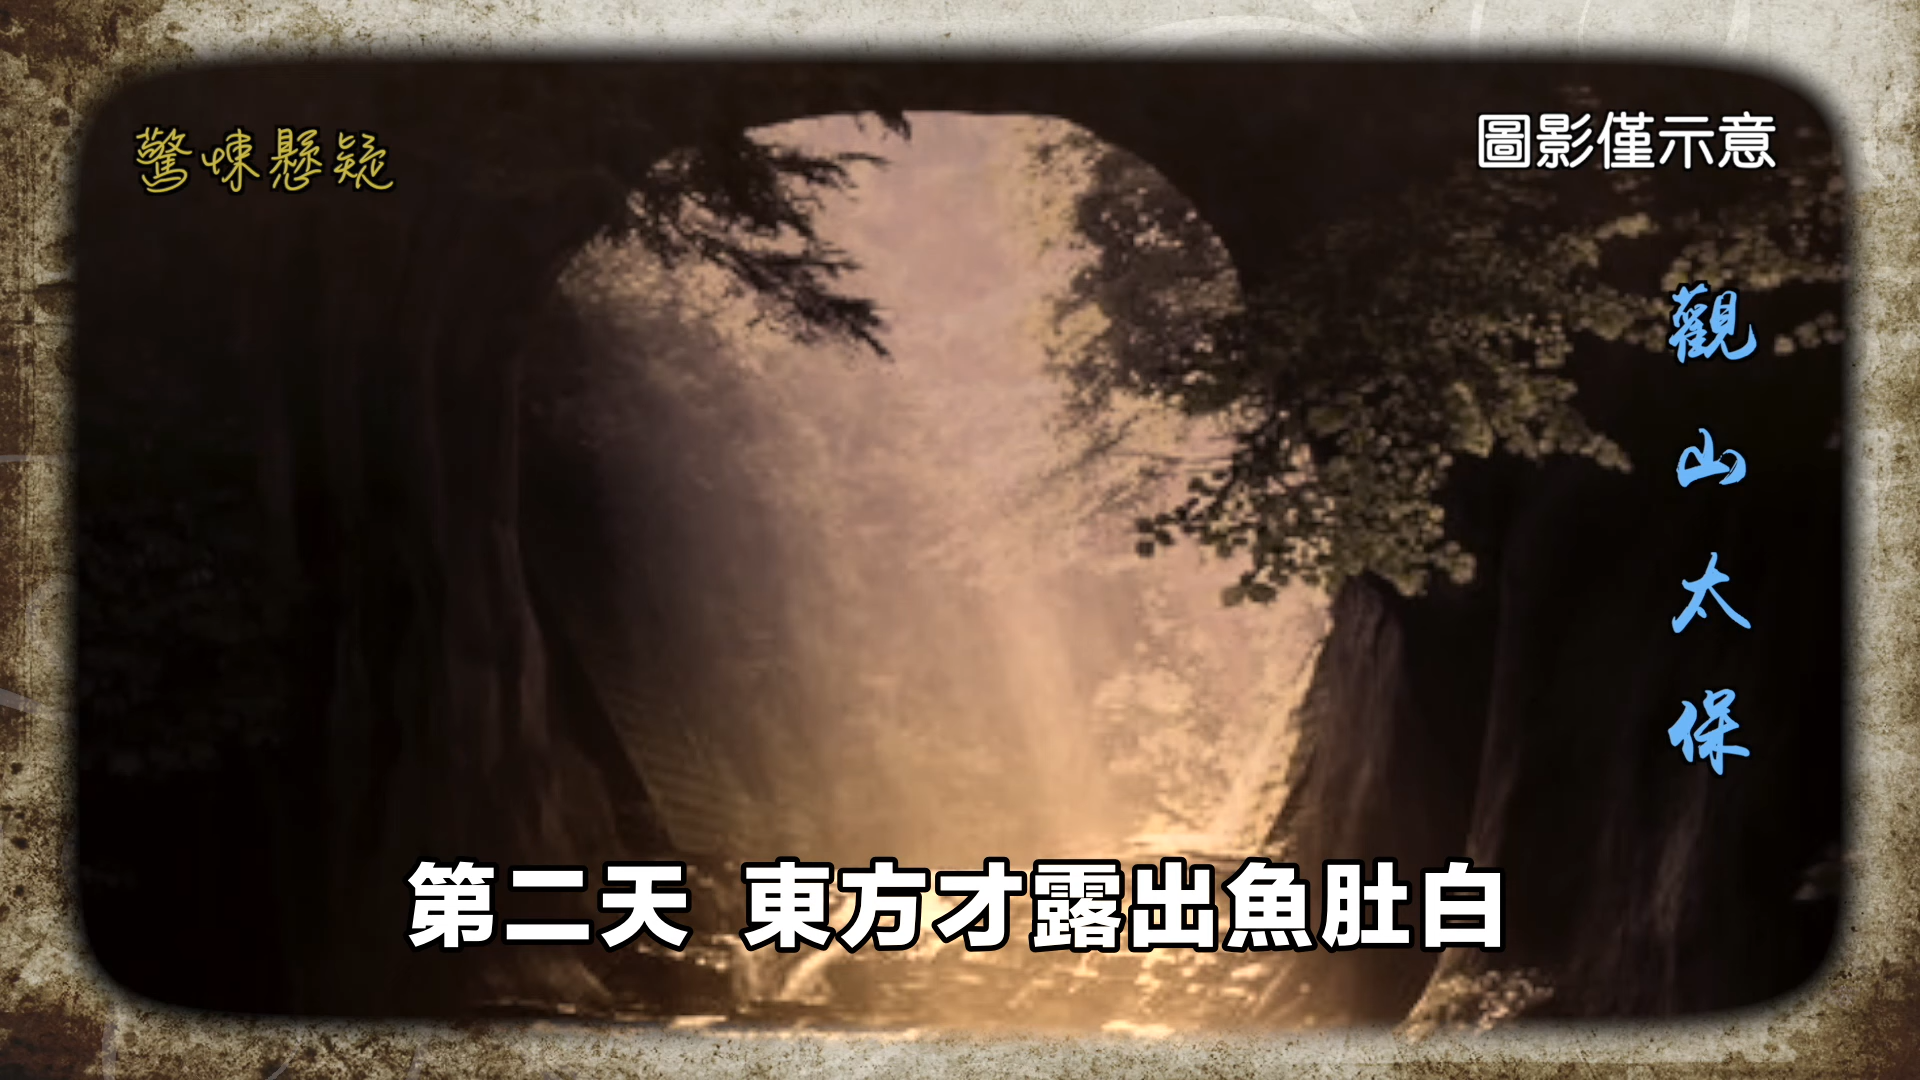 驚悚懸疑
圖影僅示意
觀山太保
第二天 東方才露出魚肚白